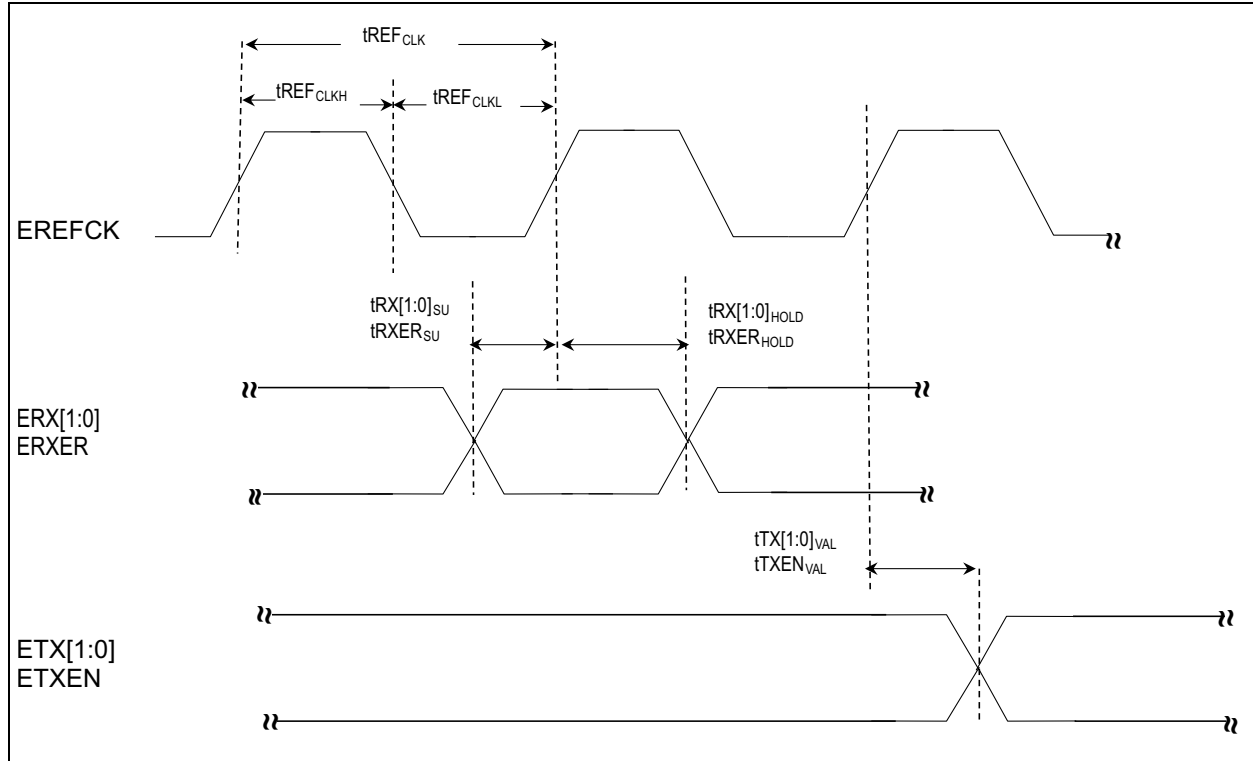 tREFCLK
tREFCLKH
tREFCLKL
EREFCK
tRX[1:0]SU
tRXERSU
tRX[1:0]HOLD
tRXERHOLD
ERX[1:0]
ERXER
tTX[1:0]VAL
tTXENVAL
ETX[1:0]
ETXEN